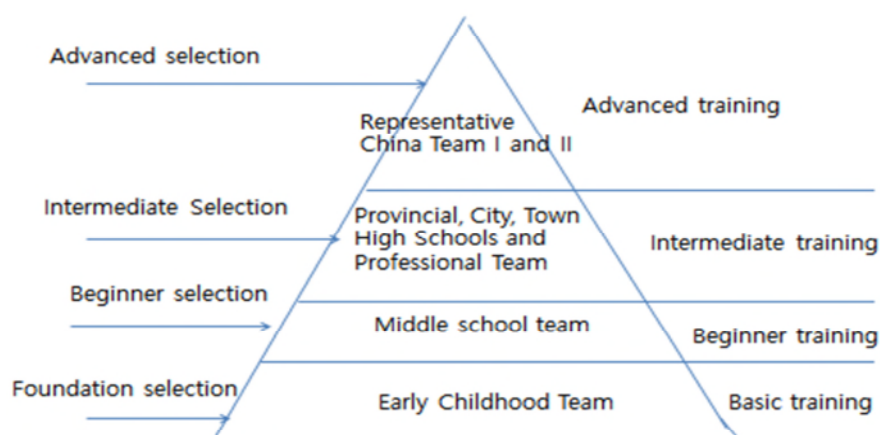 Advanced selection
Advanced training
Representative
China Team I and II
Intermediate Selection
Provincial, City, Town
High Schools and
Professional Team
Intermediate training
Beginner selection
Middle school team
Beginner training
Foundation selection
Early Childhood Team
Basic training